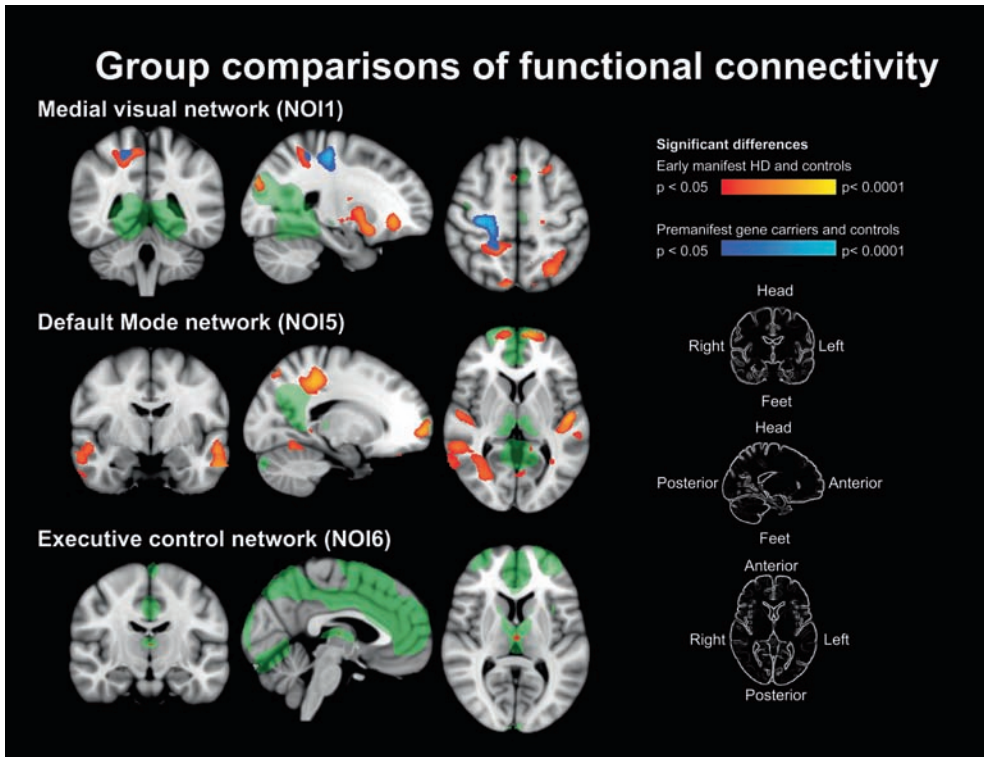 Group comparisons of functional connectivity
Medial visual network (NOI1)
Significant differences
Early manifest HD and controls
p < 0.05 p< 0.0001
Premanifest gene carriers and controls
p < 0.05 p< 0.0001
Head
Right Left
Feet
Default Mode network (NOI5)
Head
Posterior Anterior
Feet
Executive control network (NOI6)
Anterior
Right Left
Posterior